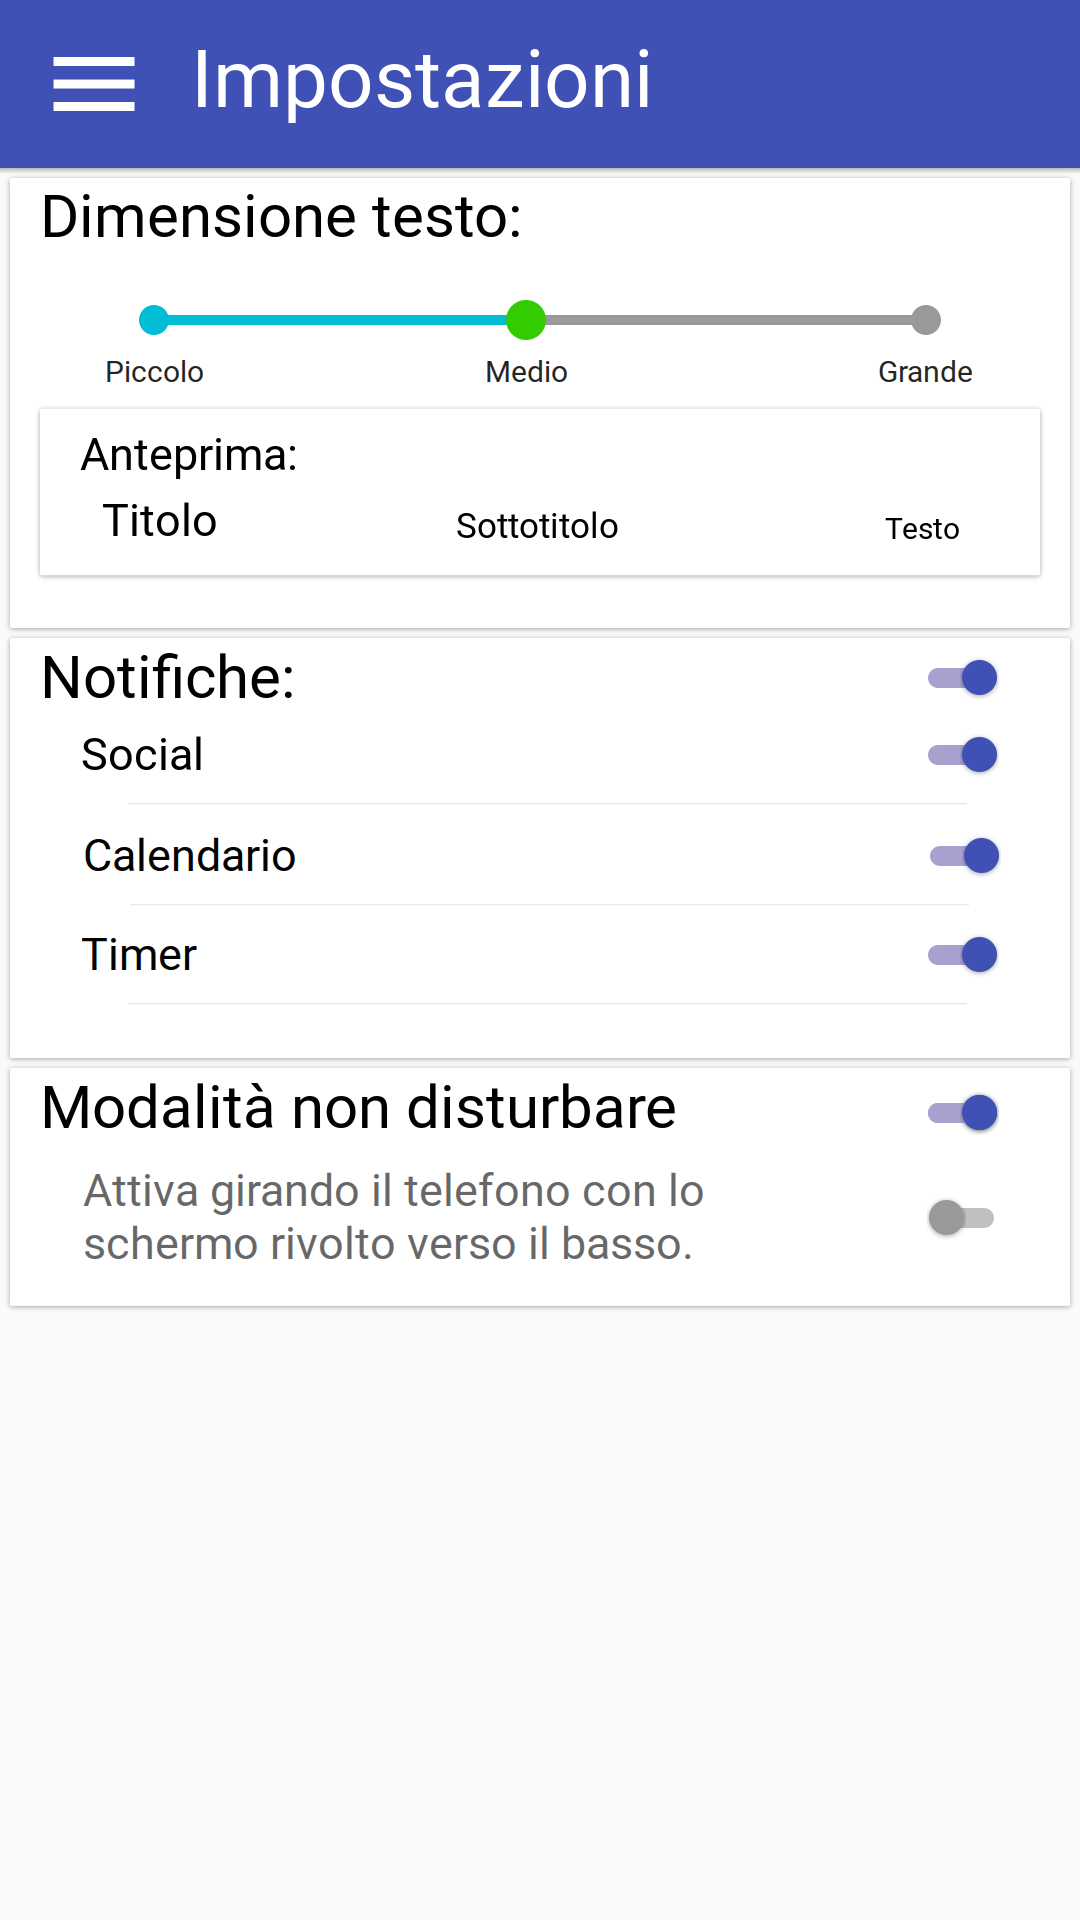 Impostazioni
Dimensione testo:
Piccolo Medio Grande
Anteprima:
Titolo Sottotitolo Testo
Notifiche:
Social
Calendario
Timer
Modalità non disturbare
Attiva girando il telefono con lo
schermo rivolto verso il basso.